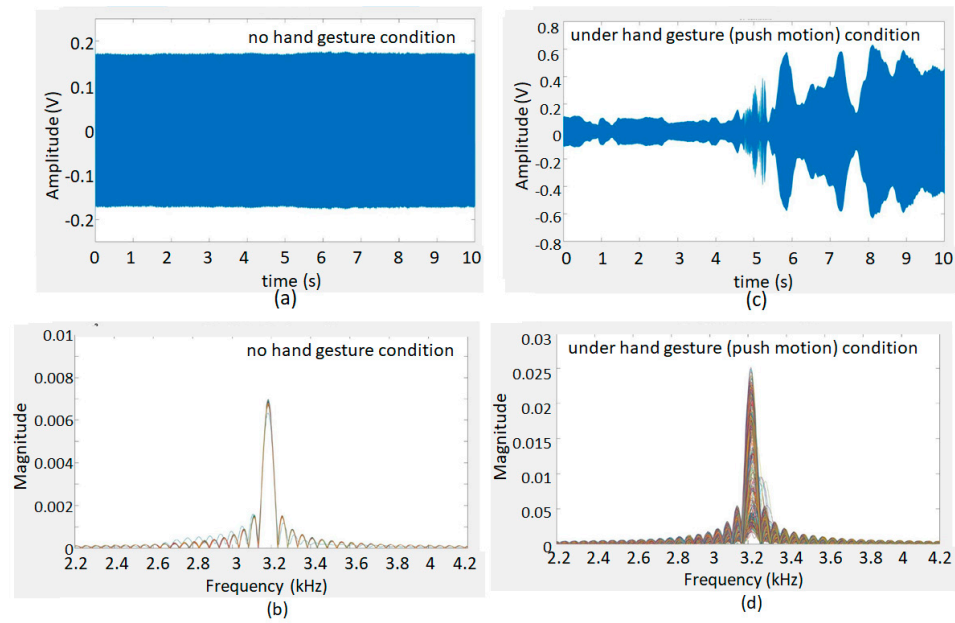 no hand gesture condition
0.2
0.1
0
-0.1
-0.2
Amplitude (V)
0 1 2 3 4 5 6 7 8 9 10
time (s)
(a)
under hand gesture (push motion) condition
0.8
0.6
0.4
0.2
0
-0.2
-0.4
-0.6
-0.8
Amplitude (V)
0 1 2 3 4 5 6 7 8 9 10
time (s)
(c)
no hand gesture condition
0.01
0.008
0.006
0.004
0.002
0
Magnitude
2.2 2.4 2.6 2.8 3 3.2 3.4 3.6 3.8 4 4.2
Frequency (kHz)
(b)
under hand gesture (push motion) condition
0.03
0.025
0.02
0.015
0.01
0.05
0
Magnitude
2.2 2.4 2.6 2.8 3 3.2 3.4 3.6 3.8 4 4.2
Frequency (kHz)
(d)